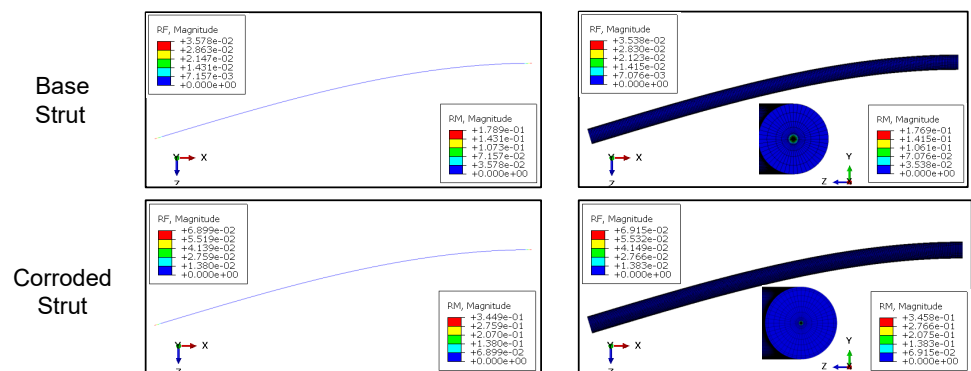 Base
Strut
RF, Magnitude
+3.578e-02
+2.863e-02
+2.147e-02
+1.431e-02
+7.157e-03
+0.000e+00
RM, Magnitude
+1.789e-01
+1.431e-01
+1.073e-01
+7.157e-02
+3.578e-02
+0.000e+00
Y X
Z
RF, Magnitude
+3.538e-02
+2.830e-02
+2.123e-02
+1.415e-02
+7.076e-03
+0.000e+00
RM, Magnitude
+1.769e-01
+1.415e-01
+1.061e-01
+7.076e-02
+3.538e-02
+0.000e+00
Y X
Z
Y
Z X
Corroded
Strut
RF, Magnitude
+6.899e-02
+5.519e-02
+4.139e-02
+2.759e-02
+1.380e-02
+0.000e+00
RM, Magnitude
+3.449e-01
+2.759e-01
+2.070e-01
+1.380e-01
+6.899e-02
+0.000e+00
Y X
Z
RF, Magnitude
+6.915e-02
+5.532e-02
+4.149e-02
+2.766e-02
+1.383e-02
+0.000e+00
RM, Magnitude
+3.458e-01
+2.766e-01
+2.075e-01
+1.383e-01
+6.915e-02
+0.000e+00
Y X
Z
Y
Z X